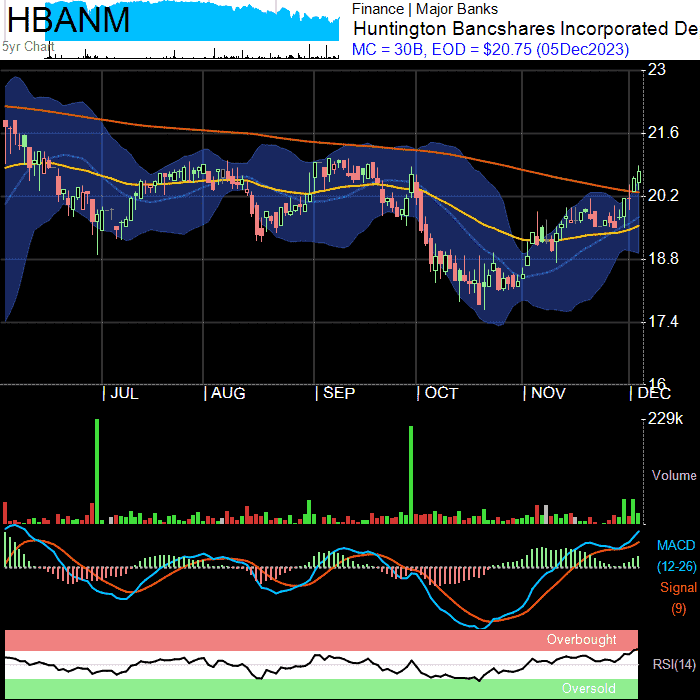 HBANM
5yr Chart
Finance | Major Banks
Huntington Bancshares Incorporated De
MC = 30B, EOD = $20.75 (05Dec2023)
23
21.6
20.2
18.8
17.4
16
JUL
AUG
SEP
OCT
NOV
DEC
229k
Volume
MACD
(12-26)
Signal
(9)
Overbought
RSI(14)
Oversold